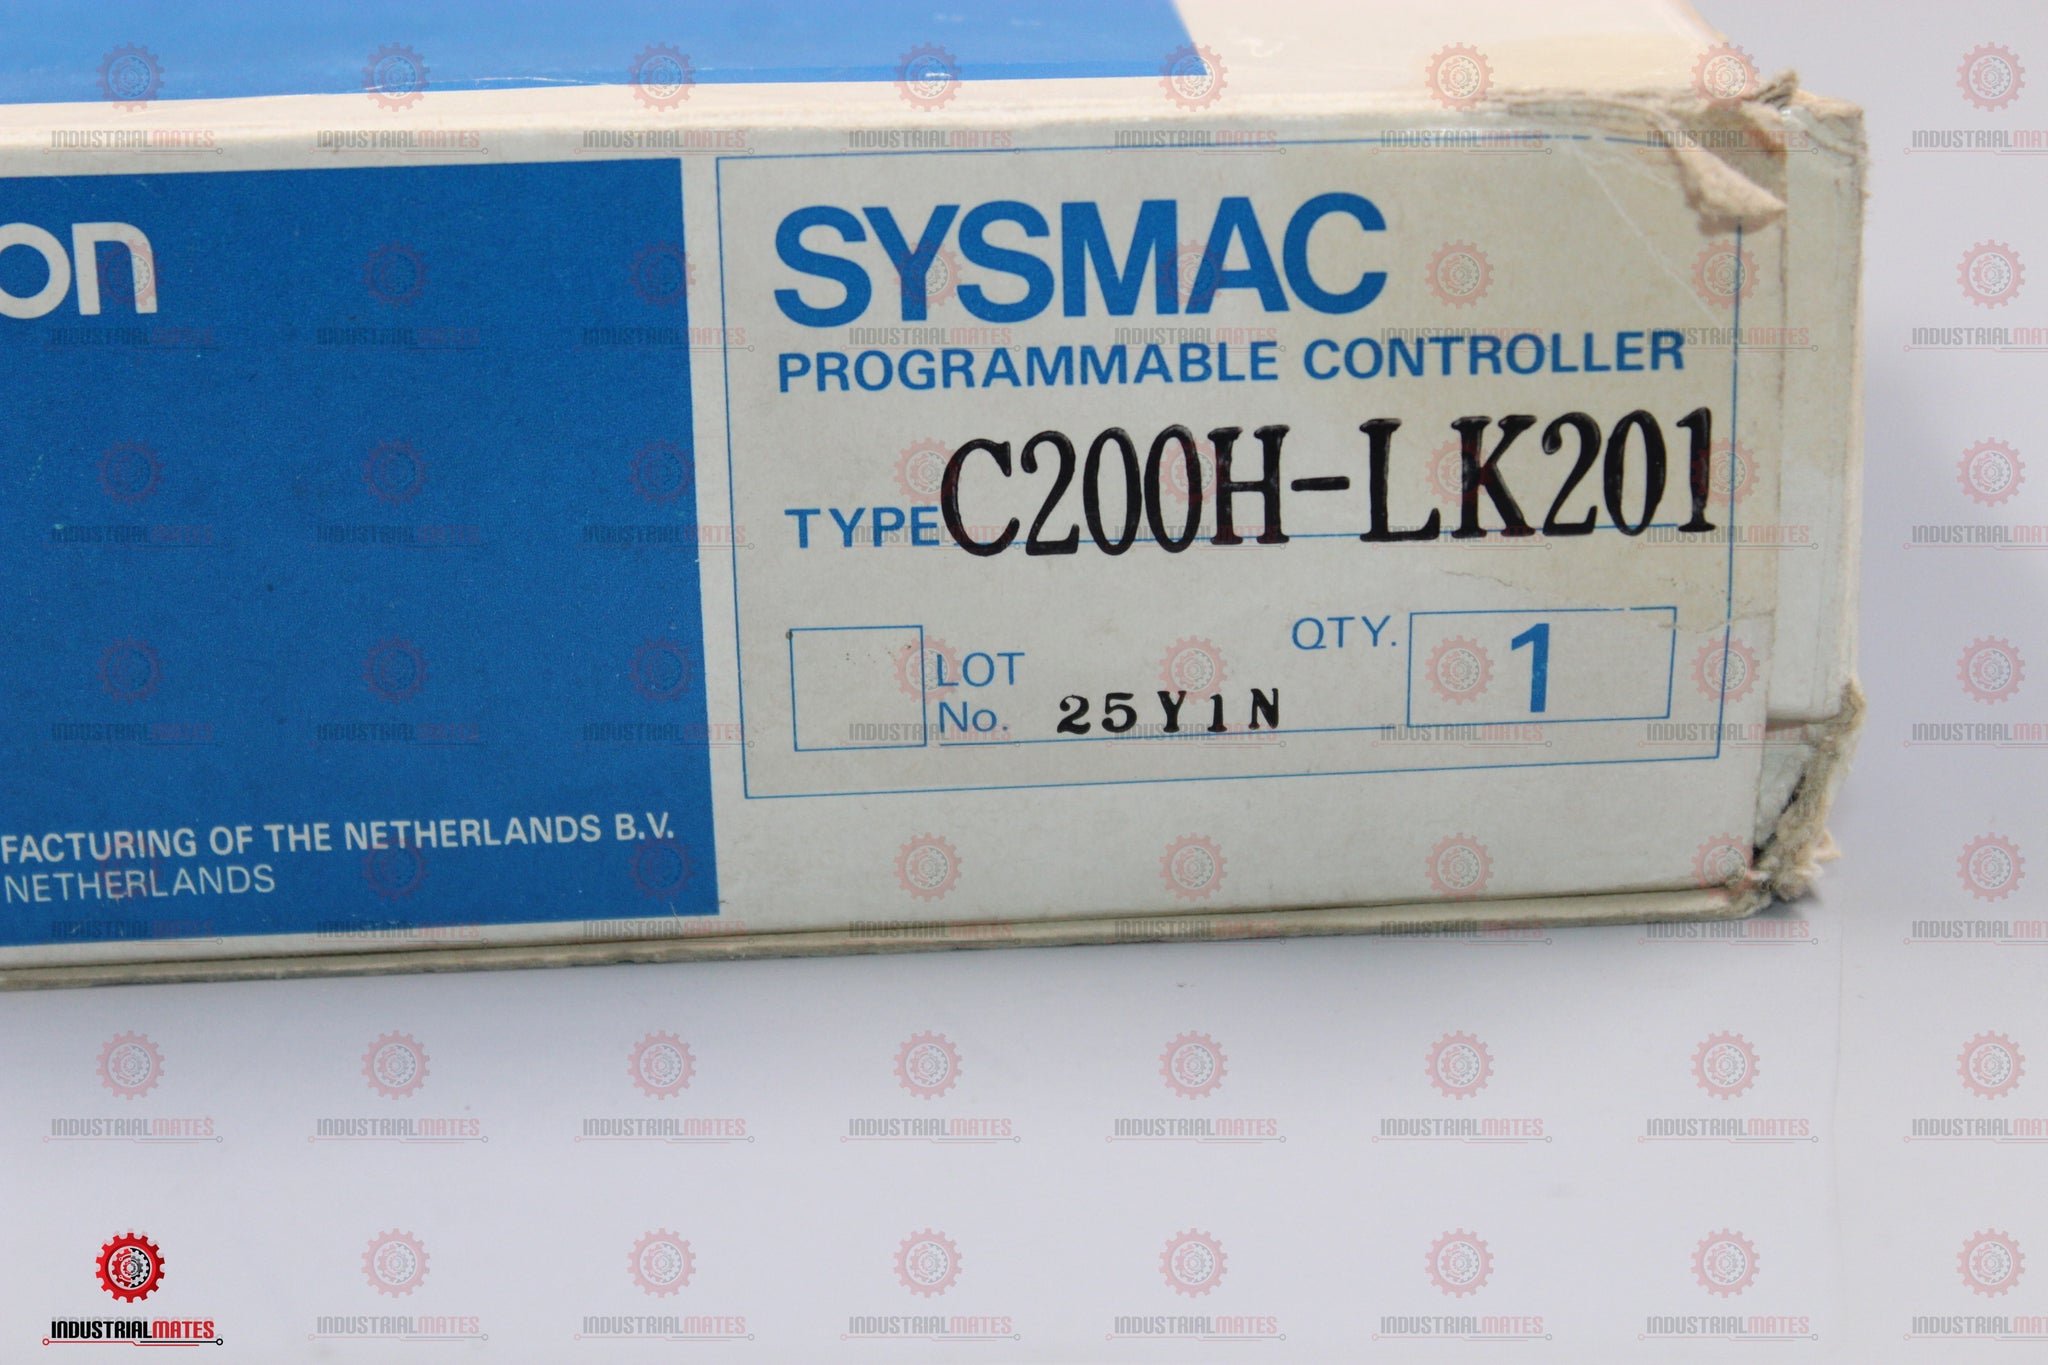 on
SYSMAC
PROGRAMMABLE CONTROLLER
TYPE C200H-LK201
LOT
No. 25Y1N
QTY. 1
FACTURING OF THE NETHERLANDS B.V.
NETHERLANDS
INDUSTRIALMATES